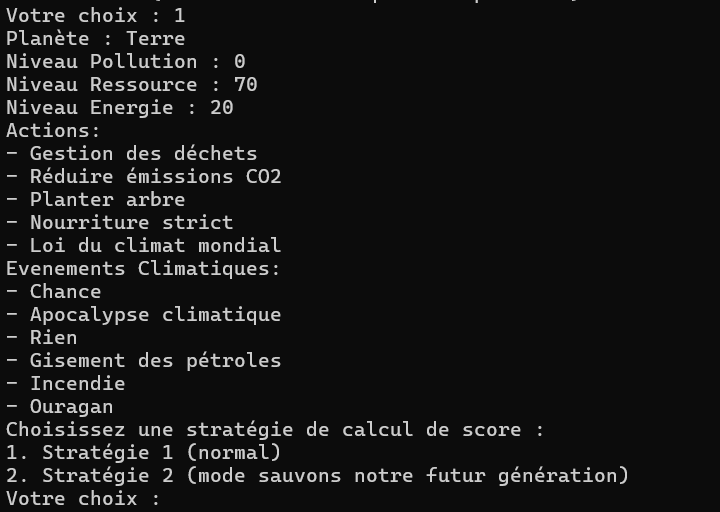 Votre choix : 1
Planète : Terre
Niveau Pollution : 0
Niveau Ressource : 70
Niveau Energie : 20
Actions:
- Gestion des déchets
- Réduire émissions CO2
- Planter arbre
- Nourriture strict
- Loi du climat mondial
Evenements Climatiques:
- Chance
- Apocalypse climatique
- Rien
- Gisement des pétroles
- Incendie
- Ouragan
Choisissez une stratégie de calcul de score :
1. Stratégie 1 (normal)
2. Stratégie 2 (mode sauvons notre futur génération)
Votre choix :